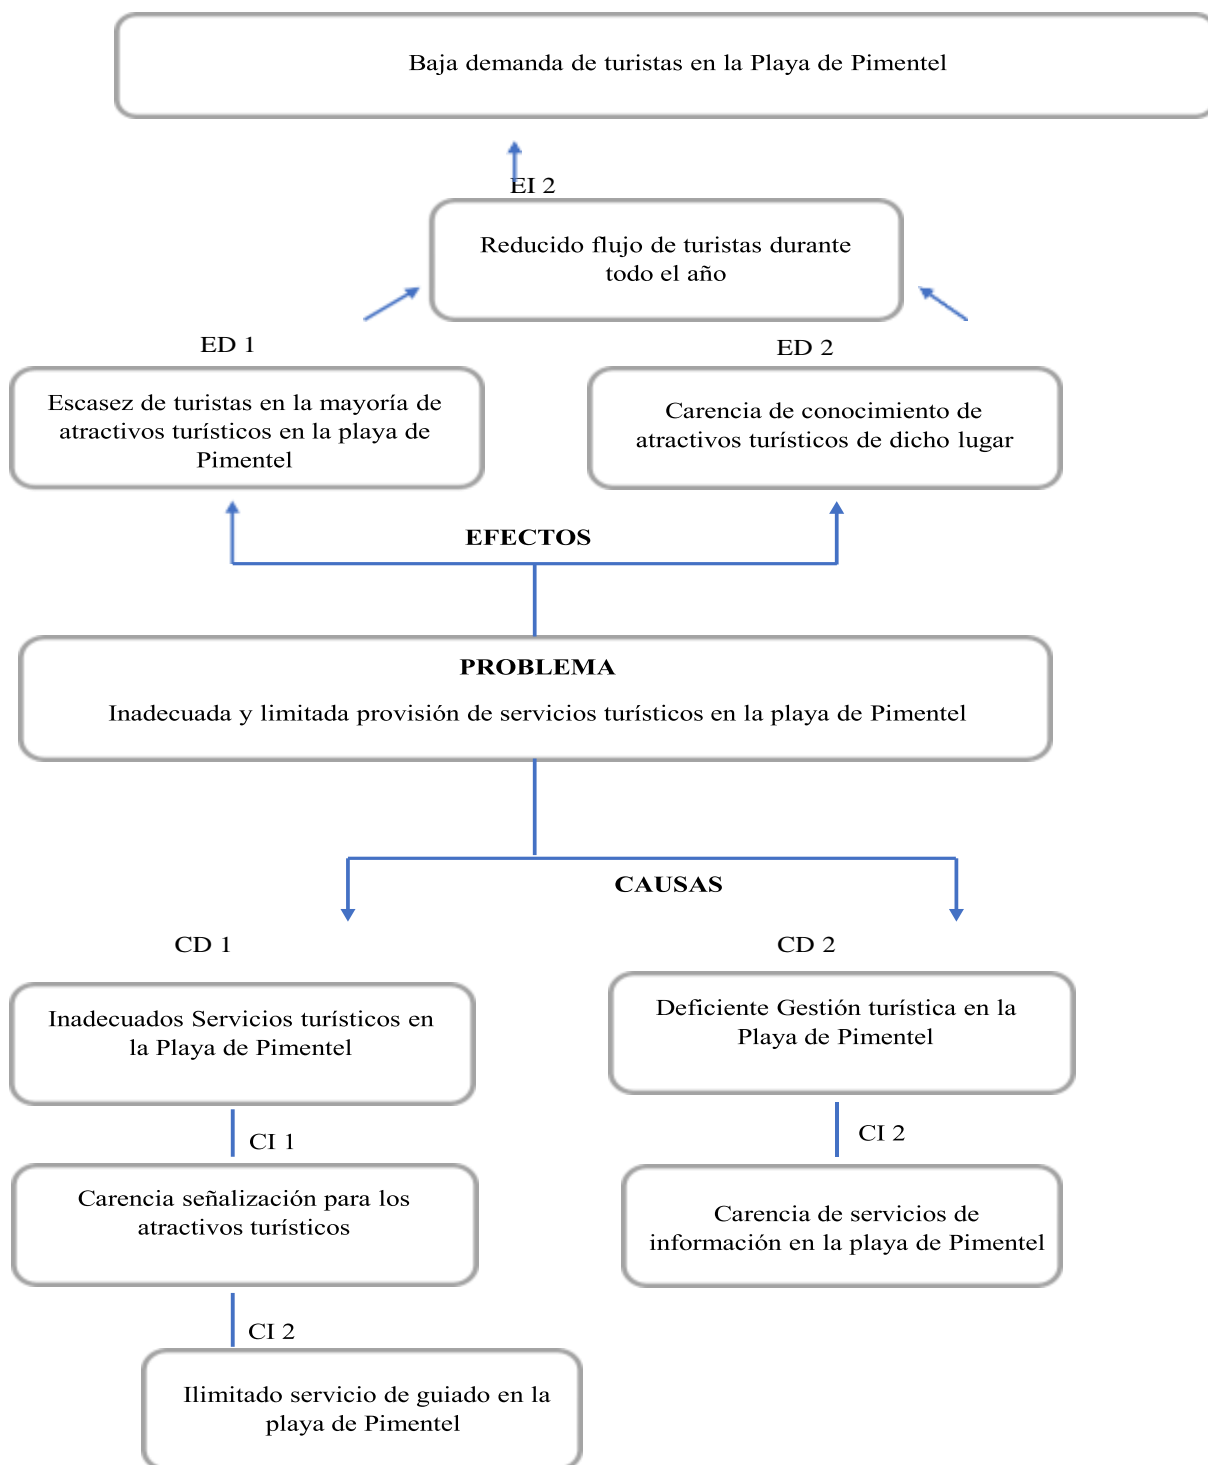 Baja demanda de turistas en la Playa de Pimentel
EI 2
Reducido flujo de turistas durante
todo el año
ED 1
ED 2
Escasez de turistas en la mayoría de
atractivos turísticos en la playa de
Pimentel
Carencia de conocimiento de
atractivos turísticos de dicho lugar
EFECTOS
PROBLEMA
Inadecuada y limitada provisión de servicios turísticos en la playa de Pimentel
CAUSAS
CD 1
CD 2
Inadecuados Servicios turísticos en
la Playa de Pimentel
Deficiente Gestión turística en la
Playa de Pimentel
CI 1
CI 2
Carencia señalización para los
atractivos turísticos
Carencia de servicios de
información en la playa de Pimentel
CI 2
Ilimitado servicio de guiado en la
playa de Pimentel